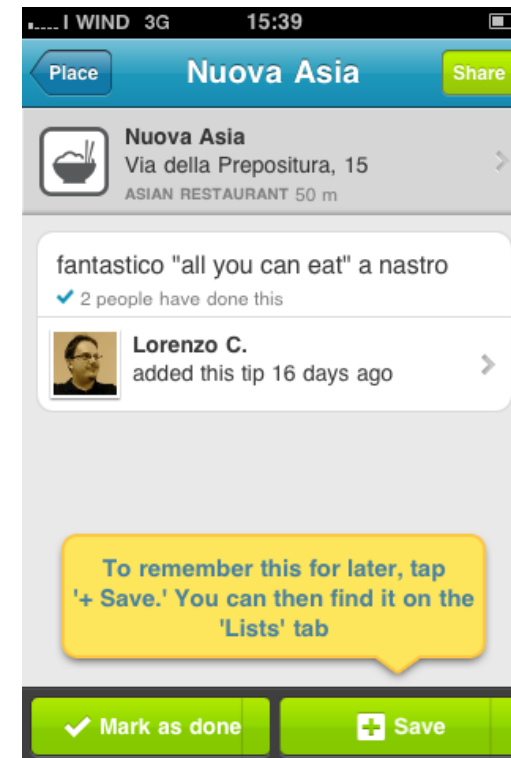 I WIND 3G 15:39
Place Nuova Asia Share
Nuova Asia
Via della Prepositura, 15
ASIAN RESTAURANT 50 m
fantastico "all you can eat" a nastro
2 people have done this
Lorenzo C.
added this tip 16 days ago
To remember this for later, tap
'+ Save.' You can then find it on the
'Lists' tab
Mark as done + Save